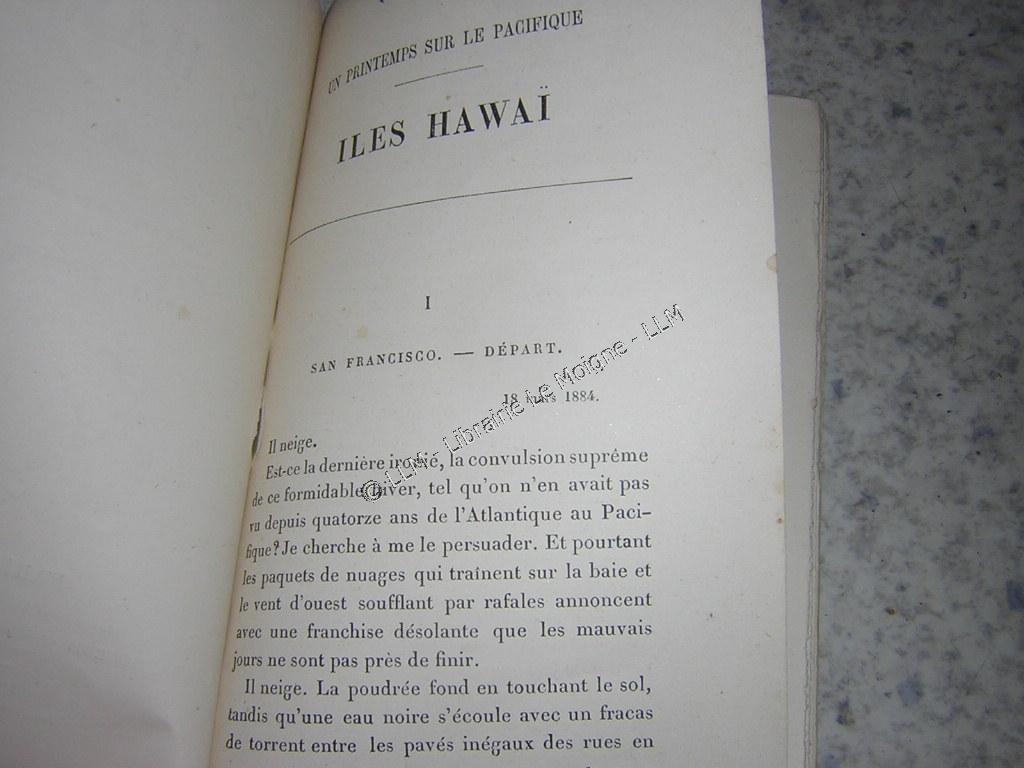 UN PRINTEMPS SUR LE PACIFIQUE
ILES HAWAÏ
I
SAN FRANCISCO. — DÉPART.
18 mars 1884.
Il neige.
Est-ce la dernière ironie, la convulsion supréme
de ce formidable hiver, tel qu'on n'en avait pas
vu depuis quatorze ans de l'Atlantique au Paci-
fique? Je cherche à me le persuader. Et pourtant
les paquets de nuages qui traînent sur la baie et
le vent d'ouest soufflant par rafales annoncent
avec une franchise désolante que les mauvais
jours ne sont pas près de finir.
Il neige. La poudrée fond en touchant le sol,
tandis qu'une eau noire s'écoule avec un fracas
de torrent entre les pavés inégaux des rues en
© LLM - Librairie Le Moigne - LLM